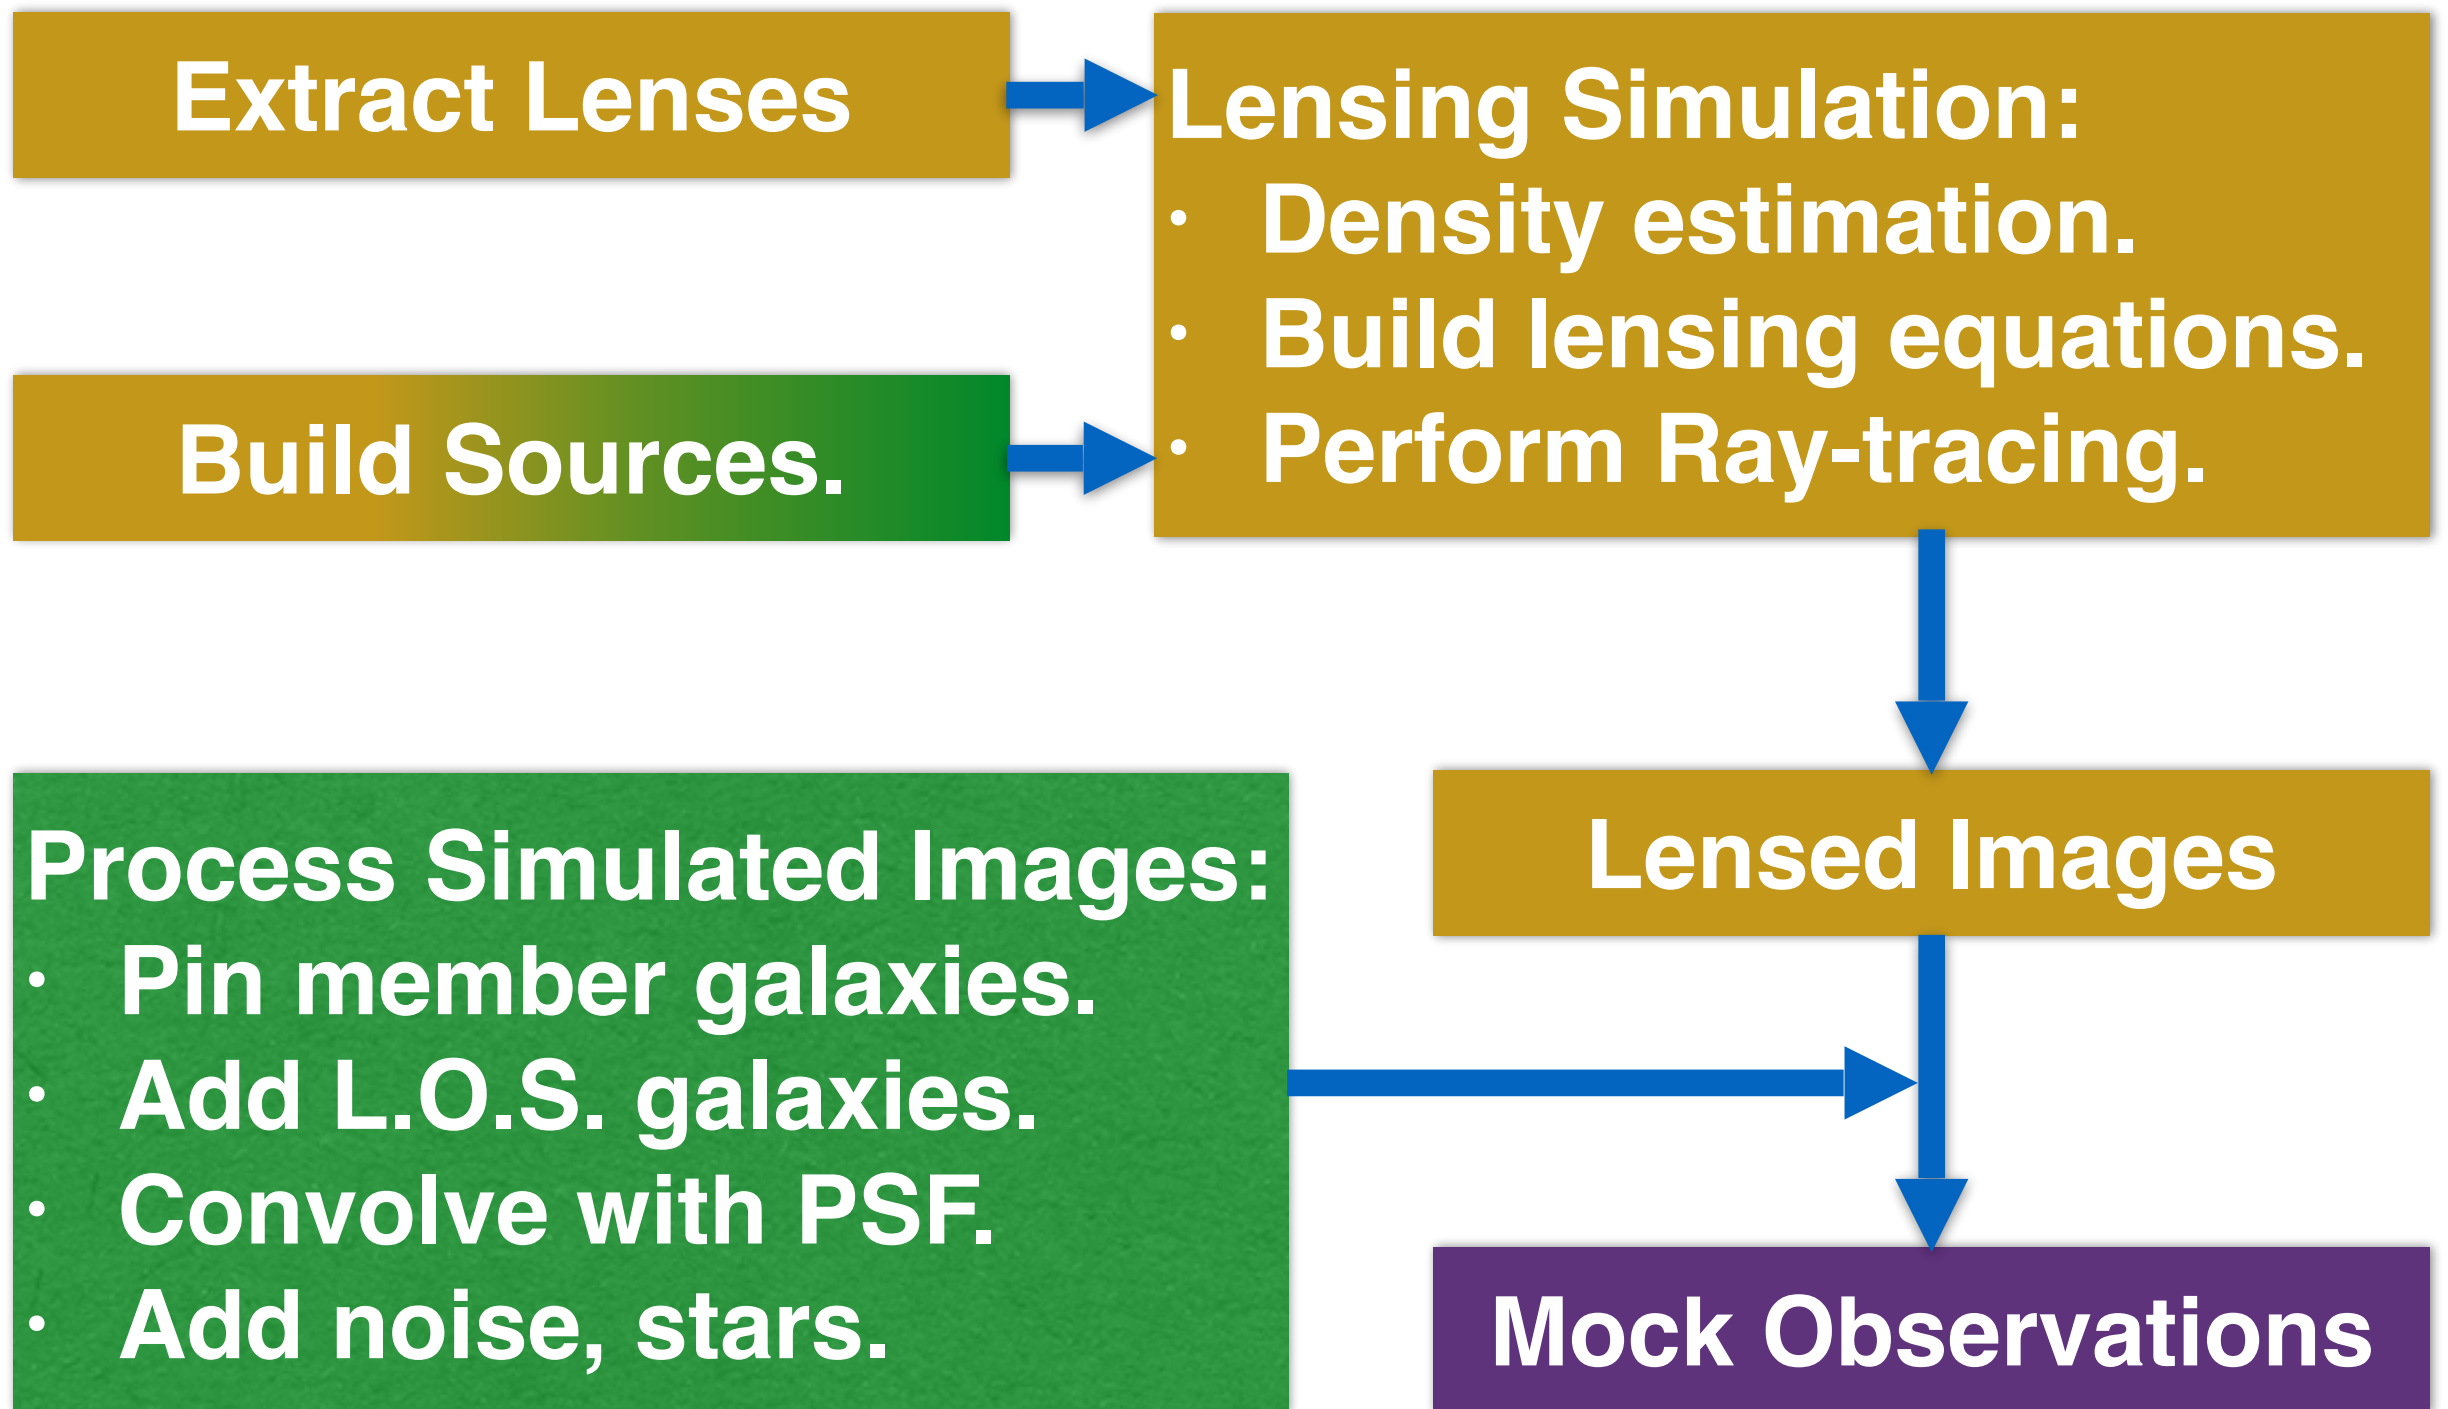 Extract Lenses
Lensing Simulation:
• Density estimation.
• Build lensing equations.
• Perform Ray-tracing.
Build Sources.
Process Simulated Images:
• Pin member galaxies.
• Add L.O.S. galaxies.
• Convolve with PSF.
• Add noise, stars.
Lensed Images
Mock Observations